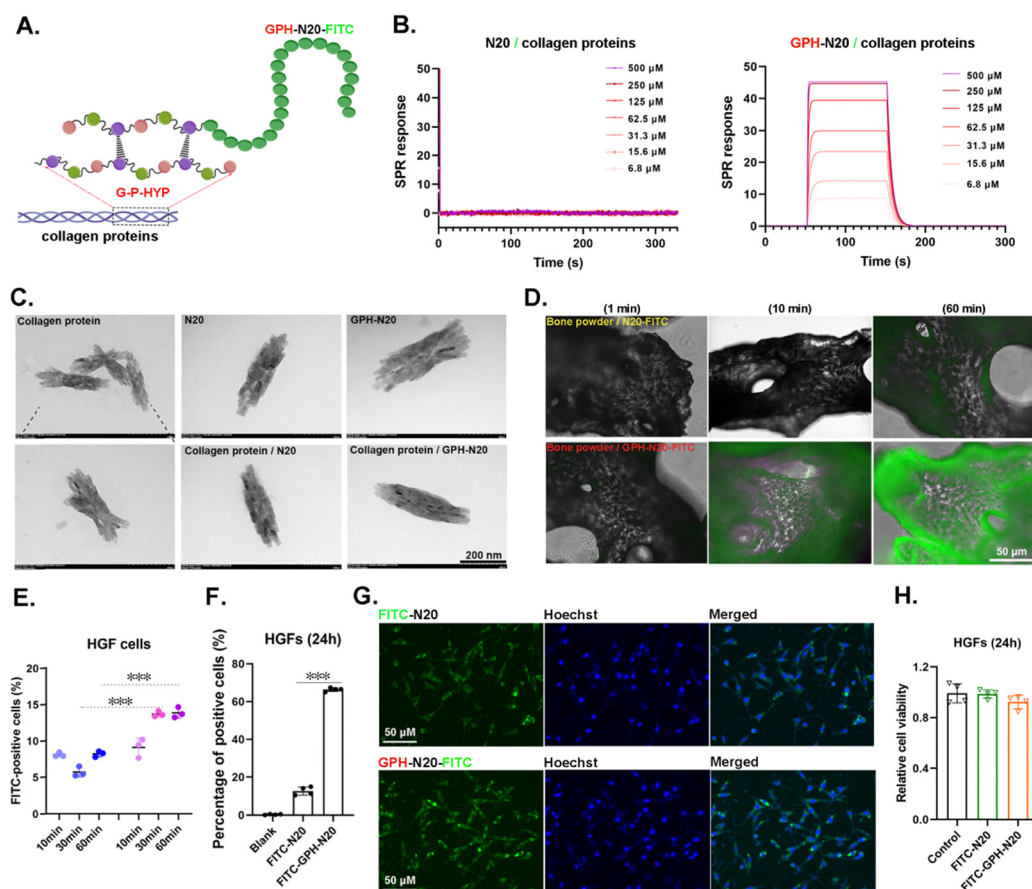 A.
GPH-N20-FITC
G-P-HYP
collagen proteins
B.
N20 / collagen proteins
SPR response
50
40
30
20
10
0
0
100
200
300
Time (s)
500 µM
250 µM
125 µM
62.5 µM
31.3 µM
15.6 µM
6.8 µM
GPH-N20 / collagen proteins
SPR response
50
40
30
20
10
0
0
100
200
300
Time (s)
500 µM
250 µM
125 µM
62.5 µM
31.3 µM
15.6 µM
6.8 µM
C.
Collagen protein
N20
GPH-N20
Collagen protein / N20
Collagen protein / GPH-N20
200 nm
D.
(1 min)
(10 min)
(60 min)
Bone powder / N20-FITC
Bone powder / GPH-N20-FITC
50 µm
E.
HGF cells
FITC-positive cells (%)
20
15
10
5
0
***
***
10min
30min
60min
10min
30min
60min
F.
HGFs (24h)
Percentage of positive cells (%)
80
60
40
20
0
***
Blank
FITC-N20
FITC-GPH-N20
G.
FITC-N20
Hoechst
Merged
50 µM
GPH-N20-FITC
Hoechst
Merged
50 µM
H.
HGFs (24h)
Relative cell viability
1.2
0.9
0.6
0.3
0.0
Control
FITC-N20
FITC-GPH-N20